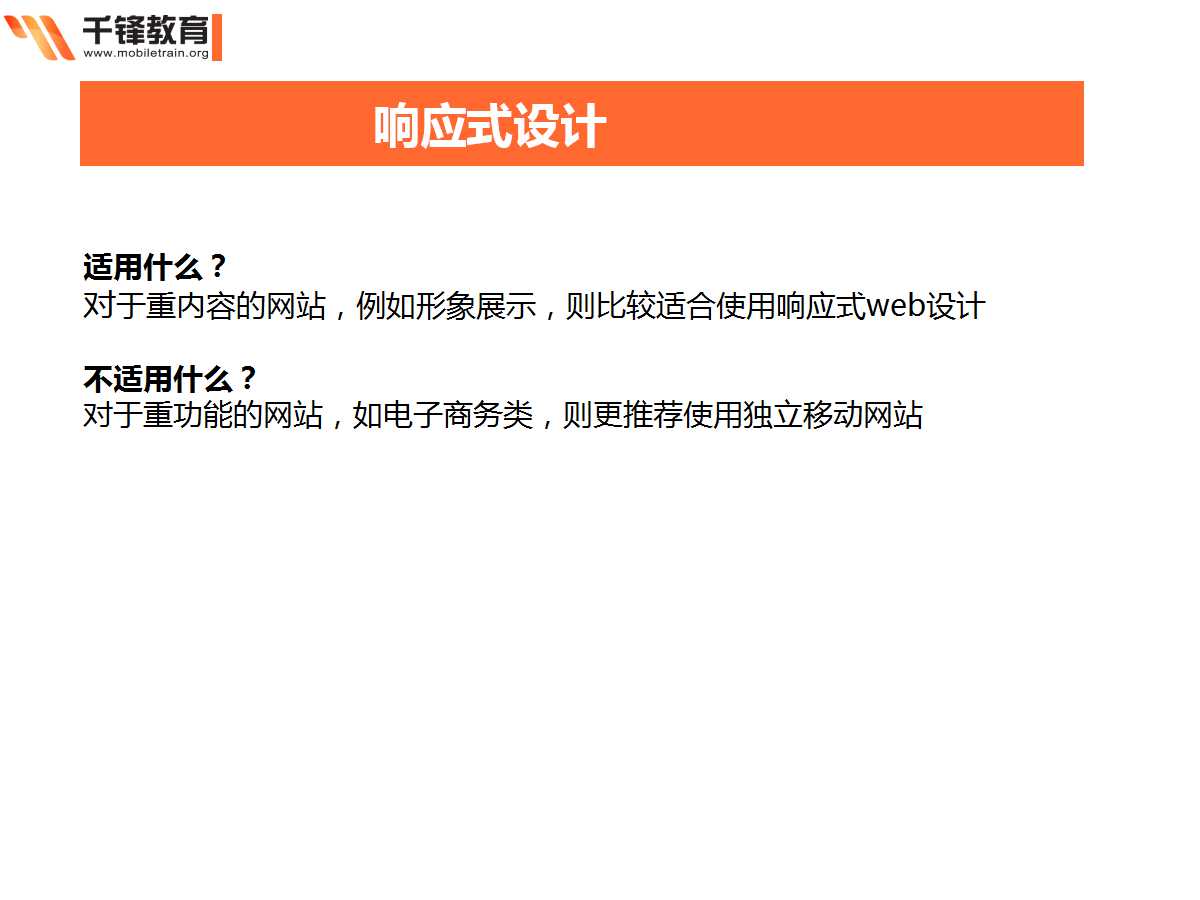 千锋教育
www.mobiletrain.org
响应式设计
适用什么？
对于重内容的网站，例如形象展示，则比较适合使用响应式web设计
不适用什么？
对于重功能的网站，如电子商务类，则更推荐使用独立移动网站